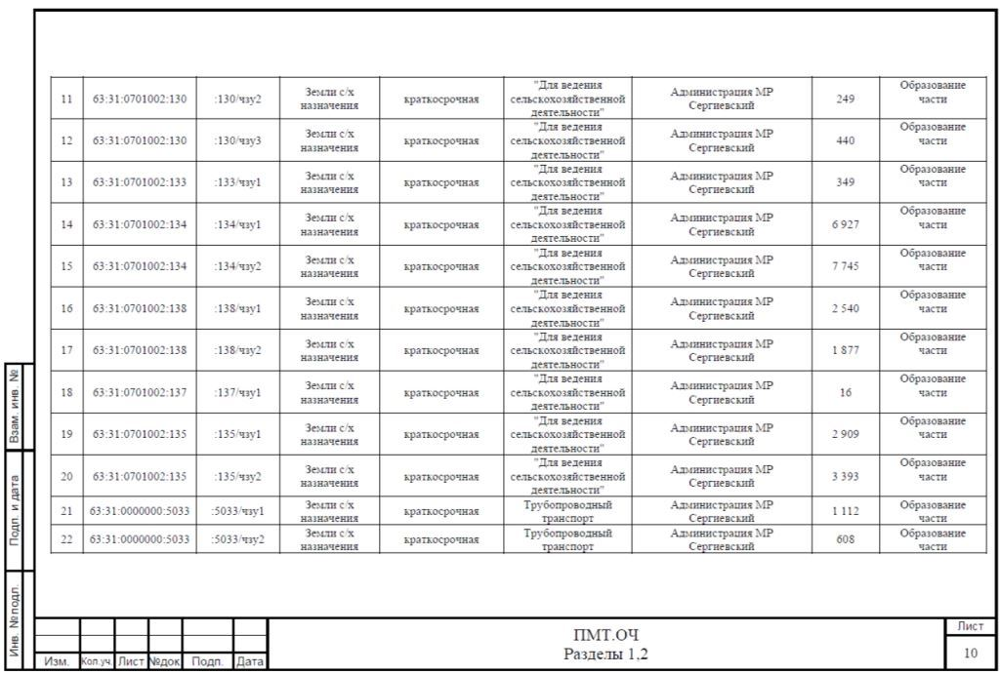 11 63:31:0701002:130 :130/чзу2 Земли с/х назначения краткосрочная "Для ведения сельскохозяйственной деятельности" Администрация МР Сергиевский 249 Образование части
12 63:31:0701002:130 :130/чзу3 Земли с/х назначения краткосрочная "Для ведения сельскохозяйственной деятельности" Администрация МР Сергиевский 440 Образование части
13 63:31:0701002:133 :133/чзу1 Земли с/х назначения краткосрочная "Для ведения сельскохозяйственной деятельности" Администрация МР Сергиевский 349 Образование части
14 63:31:0701002:134 :134/чзу1 Земли с/х назначения краткосрочная "Для ведения сельскохозяйственной деятельности" Администрация МР Сергиевский 6 927 Образование части
15 63:31:0701002:134 :134/чзу2 Земли с/х назначения краткосрочная "Для ведения сельскохозяйственной деятельности" Администрация МР Сергиевский 7 745 Образование части
16 63:31:0701002:138 :138/чзу1 Земли с/х назначения краткосрочная "Для ведения сельскохозяйственной деятельности" Администрация МР Сергиевский 2 540 Образование части
17 63:31:0701002:138 :138/чзу2 Земли с/х назначения краткосрочная "Для ведения сельскохозяйственной деятельности" Администрация МР Сергиевский 1 877 Образование части
18 63:31:0701002:137 :137/чзу1 Земли с/х назначения краткосрочная "Для ведения сельскохозяйственной деятельности" Администрация МР Сергиевский 16 Образование части
19 63:31:0701002:135 :135/чзу1 Земли с/х назначения краткосрочная "Для ведения сельскохозяйственной деятельности" Администрация МР Сергиевский 2 909 Образование части
20 63:31:0701002:135 :135/чзу2 Земли с/х назначения краткосрочная "Для ведения сельскохозяйственной деятельности" Администрация МР Сергиевский 3 393 Образование части
21 63:31:0000000:5033 :5033/чзу1 Земли с/х назначения краткосрочная Трубопроводный транспорт Администрация МР Сергиевский 1 112 Образование части
22 63:31:0000000:5033 :5033/чзу2 Земли с/х назначения краткосрочная Трубопроводный транспорт Администрация МР Сергиевский 608 Образование части
Взам. инв. №
Подп. и дата
Инв. №подл.
Изм. Кол.уч. Лист №док Подп. Дата
ПМТ.ОЧ
Разделы 1,2
Лист
10